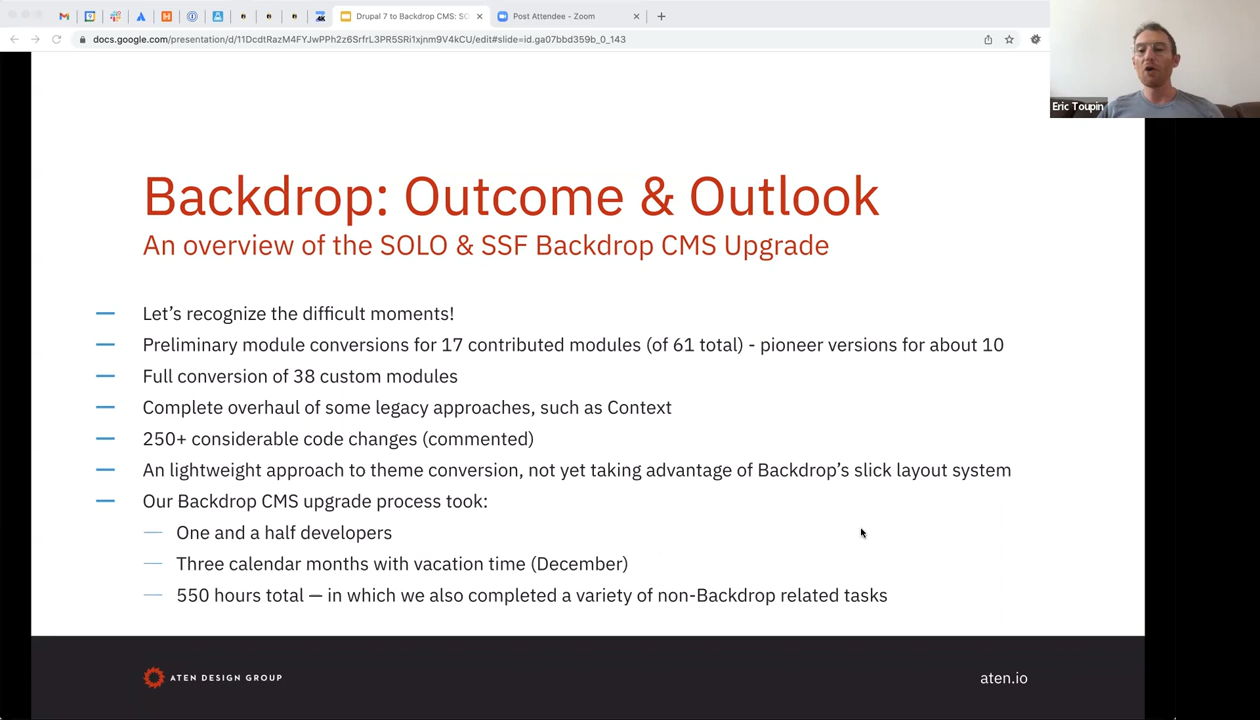 Drupal 7 to Backdrop CMS: SC
Post Attendee - Zoom
docs.google.com/presentation/d/11DcdtRazM4FYJwPPh2z6SrfrL3PR5SRi1xjnm9V4kCU/edit#slide=id.ga07bbd359b_0_143
Eric Toupin
Backdrop: Outcome & Outlook
An overview of the SOLO & SSF Backdrop CMS Upgrade
Let’s recognize the difficult moments!
Preliminary module conversions for 17 contributed modules (of 61 total) - pioneer versions for about 10
Full conversion of 38 custom modules
Complete overhaul of some legacy approaches, such as Context
250+ considerable code changes (commented)
An lightweight approach to theme conversion, not yet taking advantage of Backdrop’s slick layout system
Our Backdrop CMS upgrade process took:
One and a half developers
Three calendar months with vacation time (December)
550 hours total — in which we also completed a variety of non-Backdrop related tasks
ATEN DESIGN GROUP
aten.io